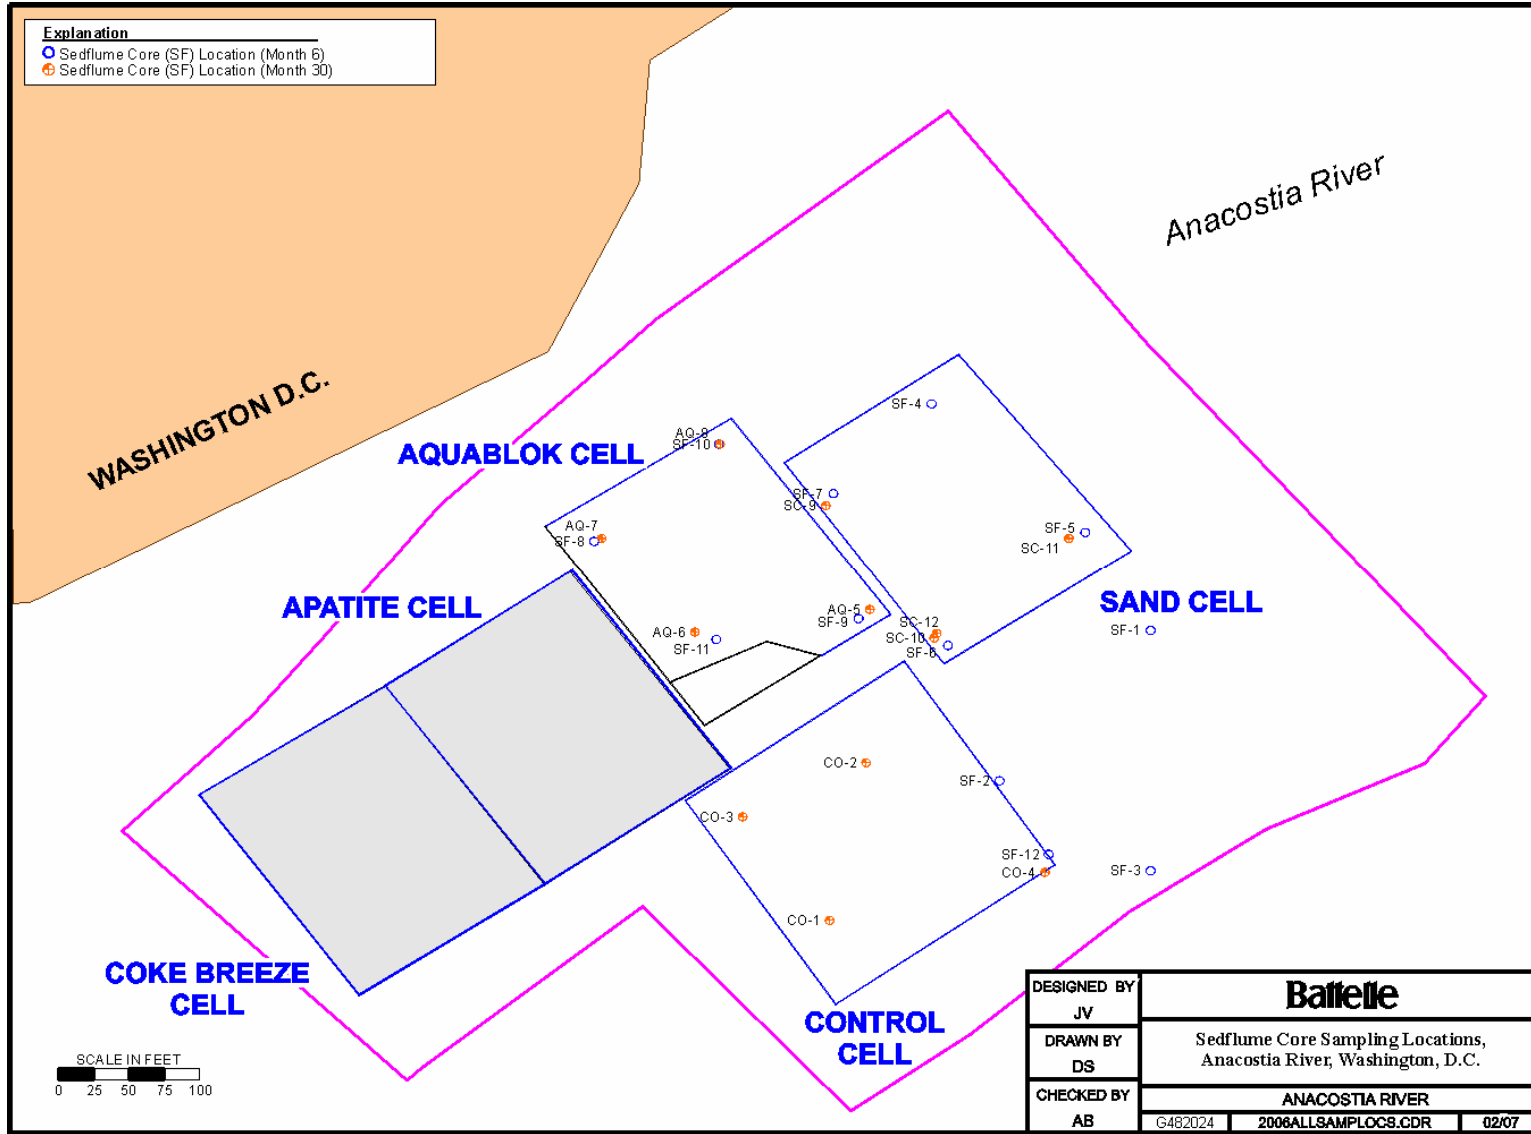 Explanation
Sedflume Core (SF) Location (Month 6)
Sedflume Core (SF) Location (Month 30)
Anacostia River
WASHINGTON D.C.
SF-4
AQUABLOK CELL
AQ-8
SF-10
SF-7
SC-9
AQ-7
SF-8
SF-5
SC-11
APATITE CELL
SAND CELL
AQ-5
SF-9
SC-12
SC-10
SF-6
SF-1
AQ-6
SF-11
CO-2
SF-2
CO-3
SF-12
CO-4
SF-3
CO-1
COKE BREEZE
CELL
CONTROL
CELL
SCALE IN FEET
0 25 50 75 100
DESIGNED BY
JV
DRAWN BY
DS
CHECKED BY
AB
Battelle
Sedflume Core Sampling Locations,
Anacostia River, Washington, D.C.
ANACOSTIA RIVER
G482024 2006ALLSAMPLOCS.CDR 02/07